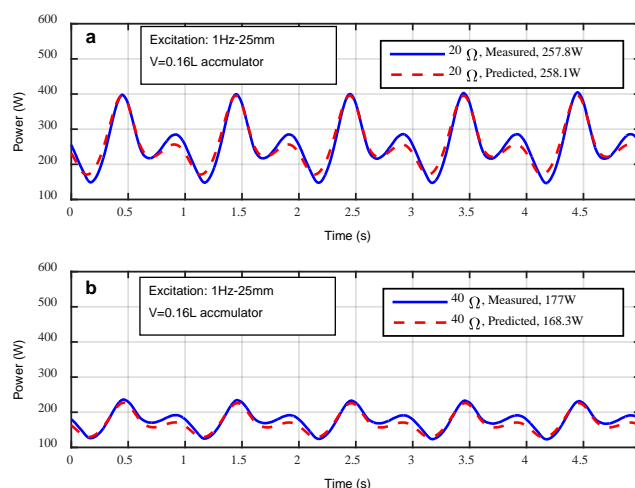 600
a
Excitation: 1Hz-25mm
V=0.16L accmulator
20 Ω, Measured, 257.8W
20 Ω, Predicted, 258.1W
500
400
300
200
100
Power (W)
0 0.5 1 1.5 2 2.5 3 3.5 4 4.5
Time (s)
600
b
Excitation: 1Hz-25mm
V=0.16L accmulator
40 Ω, Measured, 177W
40 Ω, Predicted, 168.3W
500
400
300
200
100
Power (W)
0 0.5 1 1.5 2 2.5 3 3.5 4 4.5
Time (s)